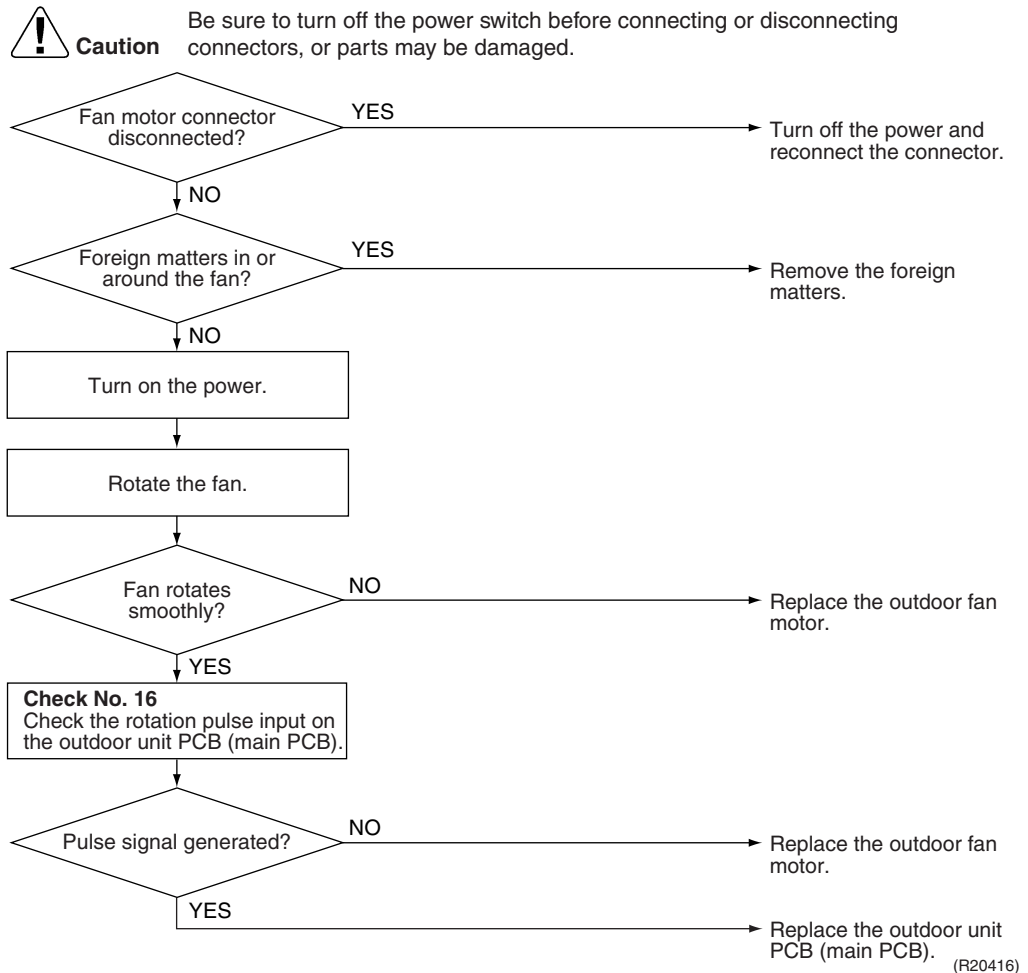 Be sure to turn off the power switch before connecting or disconnecting
Caution connectors, or parts may be damaged.
Fan motor connector
disconnected?
YES
Turn off the power and
reconnect the connector.
NO
Foreign matters in or
around the fan?
YES
Remove the foreign
matters.
NO
Turn on the power.
Rotate the fan.
Fan rotates
smoothly?
NO
Replace the outdoor fan
motor.
YES
Check No. 16
Check the rotation pulse input on
the outdoor unit PCB (main PCB).
Pulse signal generated?
NO
Replace the outdoor fan
motor.
YES
Replace the outdoor unit
PCB (main PCB).
(R20416)